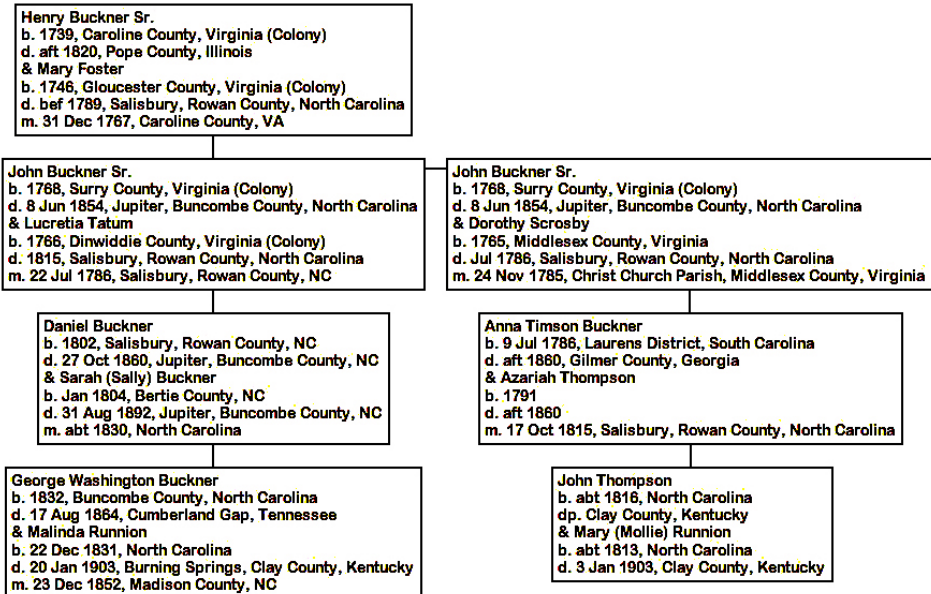 Henry Buckner Sr.
b. 1739, Caroline County, Virginia (Colony)
d. aft 1820, Pope County, Illinois
& Mary Foster
b. 1746, Gloucester County, Virginia (Colony)
d. bef 1789, Salisbury, Rowan County, North Carolina
m. 31 Dec 1767, Caroline County, VA
John Buckner Sr.
b. 1768, Surry County, Virginia (Colony)
d. 8 Jun 1854, Jupiter, Buncombe County, North Carolina
& Lucretia Tatum
b. 1766, Dinwiddie County, Virginia (Colony)
d. 1815, Salisbury, Rowan County, North Carolina
m. 22 Jul 1786, Salisbury, Rowan County, NC
John Buckner Sr.
b. 1768, Surry County, Virginia (Colony)
d. 8 Jun 1854, Jupiter, Buncombe County, North Carolina
& Dorothy Scrosby
b. 1765, Middlesex County, Virginia
d. Jul 1786, Salisbury, Rowan County, North Carolina
m. 24 Nov 1785, Christ Church Parish, Middlesex County, Virginia
Daniel Buckner
b. 1802, Salisbury, Rowan County, NC
d. 27 Oct 1860, Jupiter, Buncombe County, NC
& Sarah (Sally) Buckner
b. Jan 1804, Bertie County, NC
d. 31 Aug 1892, Jupiter, Buncombe County, NC
m. abt 1830, North Carolina
Anna Timson Buckner
b. 9 Jul 1786, Laurens District, South Carolina
d. aft 1860, Gilmer County, Georgia
& Azariah Thompson
b. 1791
d. aft 1860
m. 17 Oct 1815, Salisbury, Rowan County, North Carolina
George Washington Buckner
b. 1832, Buncombe County, North Carolina
d. 17 Aug 1864, Cumberland Gap, Tennessee
& Malinda Runnion
b. 22 Dec 1831, North Carolina
d. 20 Jan 1903, Burning Springs, Clay County, Kentucky
m. 23 Dec 1852, Madison County, NC
John Thompson
b. abt 1816, North Carolina
dp. Clay County, Kentucky
& Mary (Mollie) Runnion
b. abt 1813, North Carolina
d. 3 Jan 1903, Clay County, Kentucky